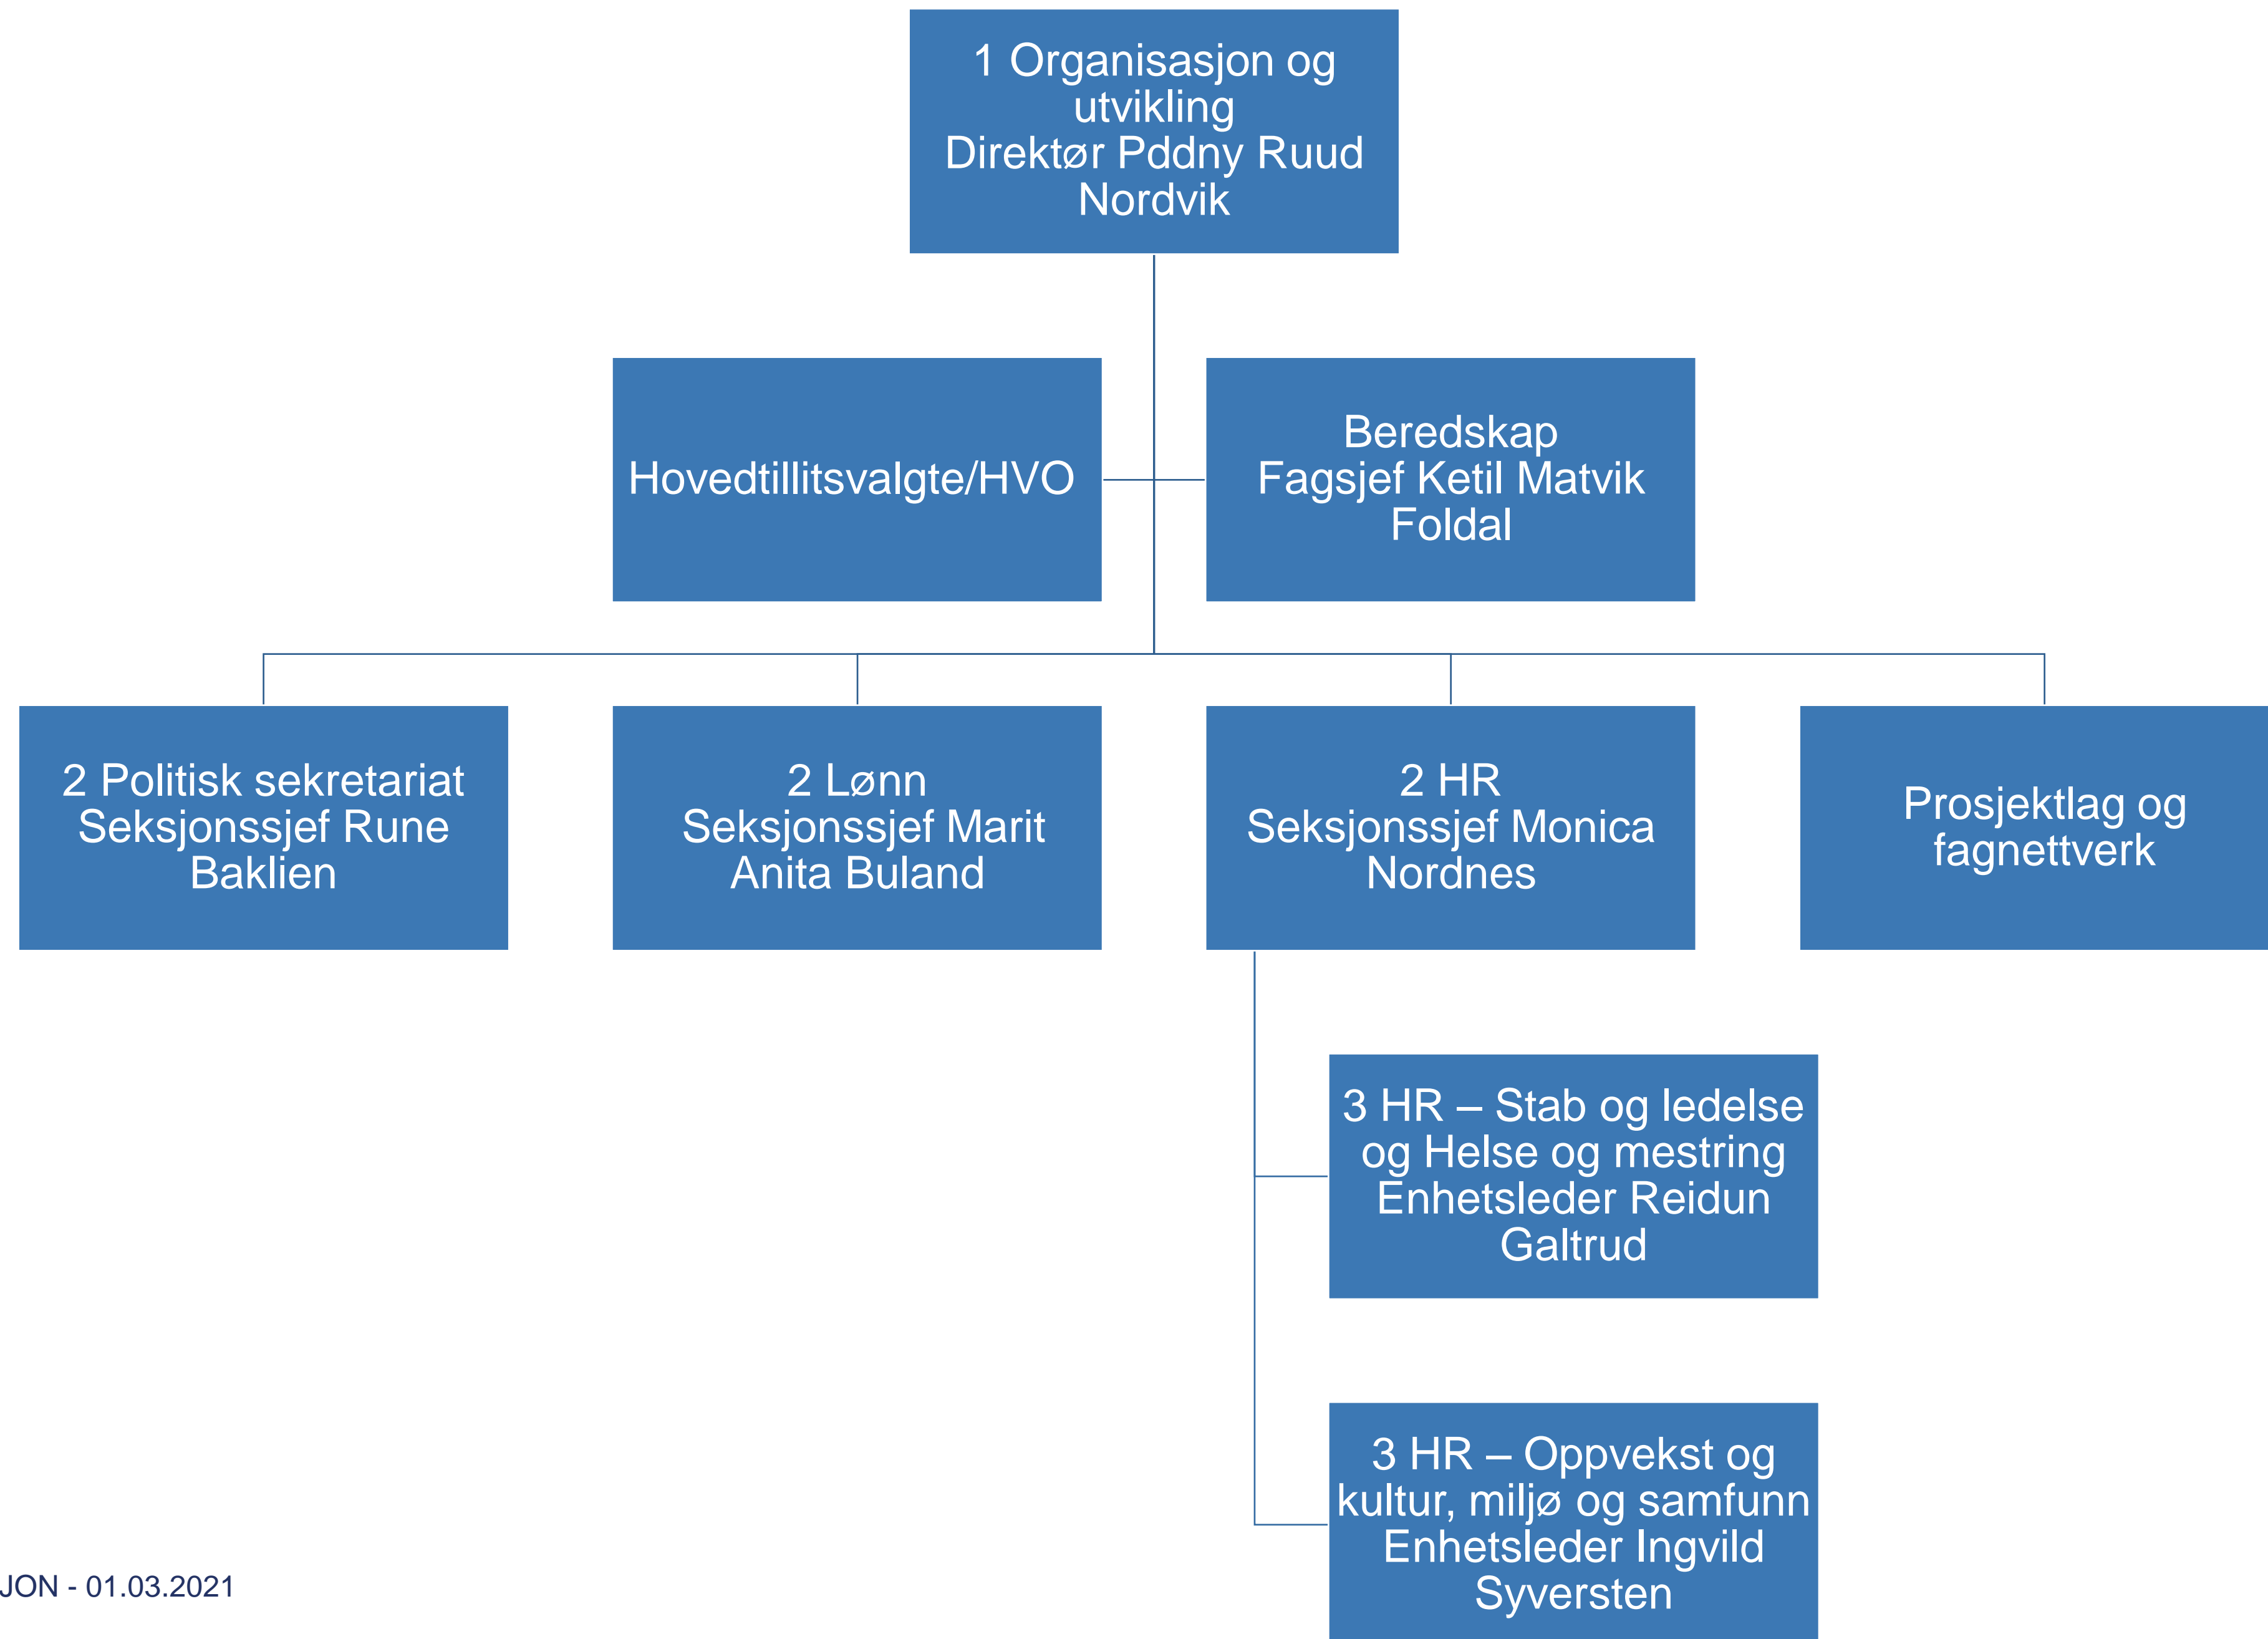 1 Organisasjon og
utvikling
Direktør Pddny Ruud
Nordvik
Hovedtillitsvalgte/HVO
Beredskap
Fagsjef Ketil Matvik
Foldal
2 Politisk sekretariat
Seksjonssjef Rune
Baklien
2 Lønn
Seksjonssjef Marit
Anita Buland
2 HR
Seksjonssjef Monica
Nordnes
Prosjektlag og
fagnettverk
3 HR – Stab og ledelse
og Helse og mestring
Enhetsleder Reidun
Galtrud
3 HR – Oppvekst og
kultur, miljø og samfunn
Enhetsleder Ingvild
Syversten
JON - 01.03.2021